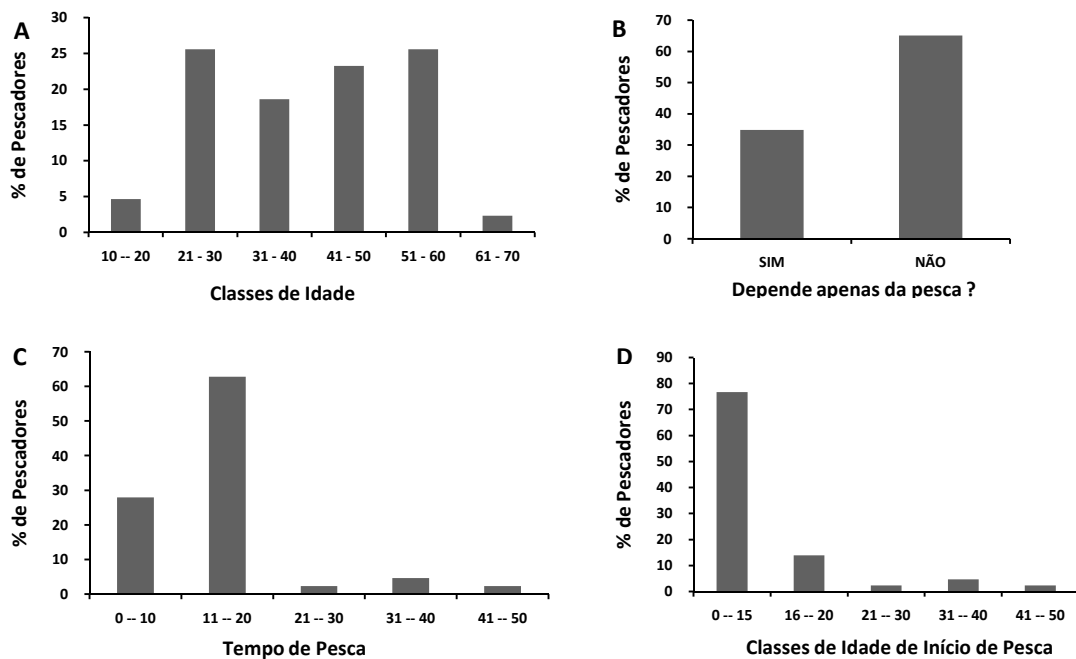 A
% de Pescadores
30
25
20
15
10
5
0
10 -- 20 21 - 30 31 - 40 41 - 50 51 - 60 61 - 70
Classes de Idade
B
% de Pescadores
70
60
50
40
30
20
10
0
SIM NÃO
Depende apenas da pesca ?
C
% de Pescadores
70
60
50
40
30
20
10
0
0 -- 10 11 -- 20 21 -- 30 31 -- 40 41 -- 50
Tempo de Pesca
D
% de Pescadores
90
80
70
60
50
40
30
20
10
0
0 -- 15 16 -- 20 21 -- 30 31 -- 40 41 -- 50
Classes de Idade de Início de Pesca